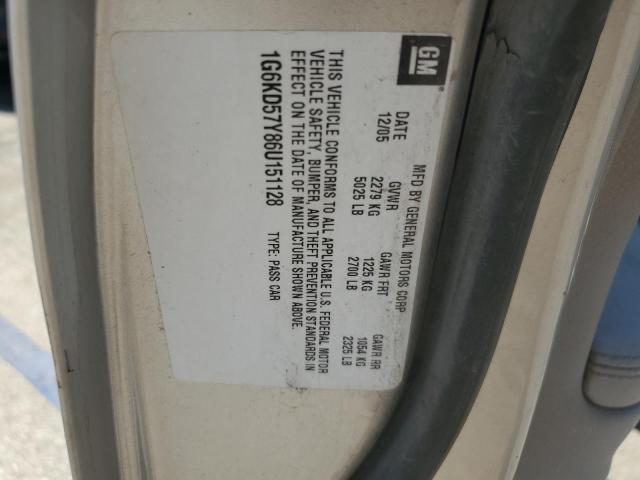 GM
MFD BY GENERAL MOTORS CORP
DATE GVWR GAWR FRT GAWR RR
12/05 2279 KG 1225 KG 1054 KG
5025 LB 2700 LB 2325 LB
THIS VEHICLE CONFORMS TO ALL APPLICABLE U.S. FEDERAL MOTOR
VEHICLE SAFETY, BUMPER, AND THEFT PREVENTION STANDARDS IN
EFFECT ON THE DATE OF MANUFACTURE SHOWN ABOVE.
1G6KD57Y86U151128 TYPE: PASS CAR